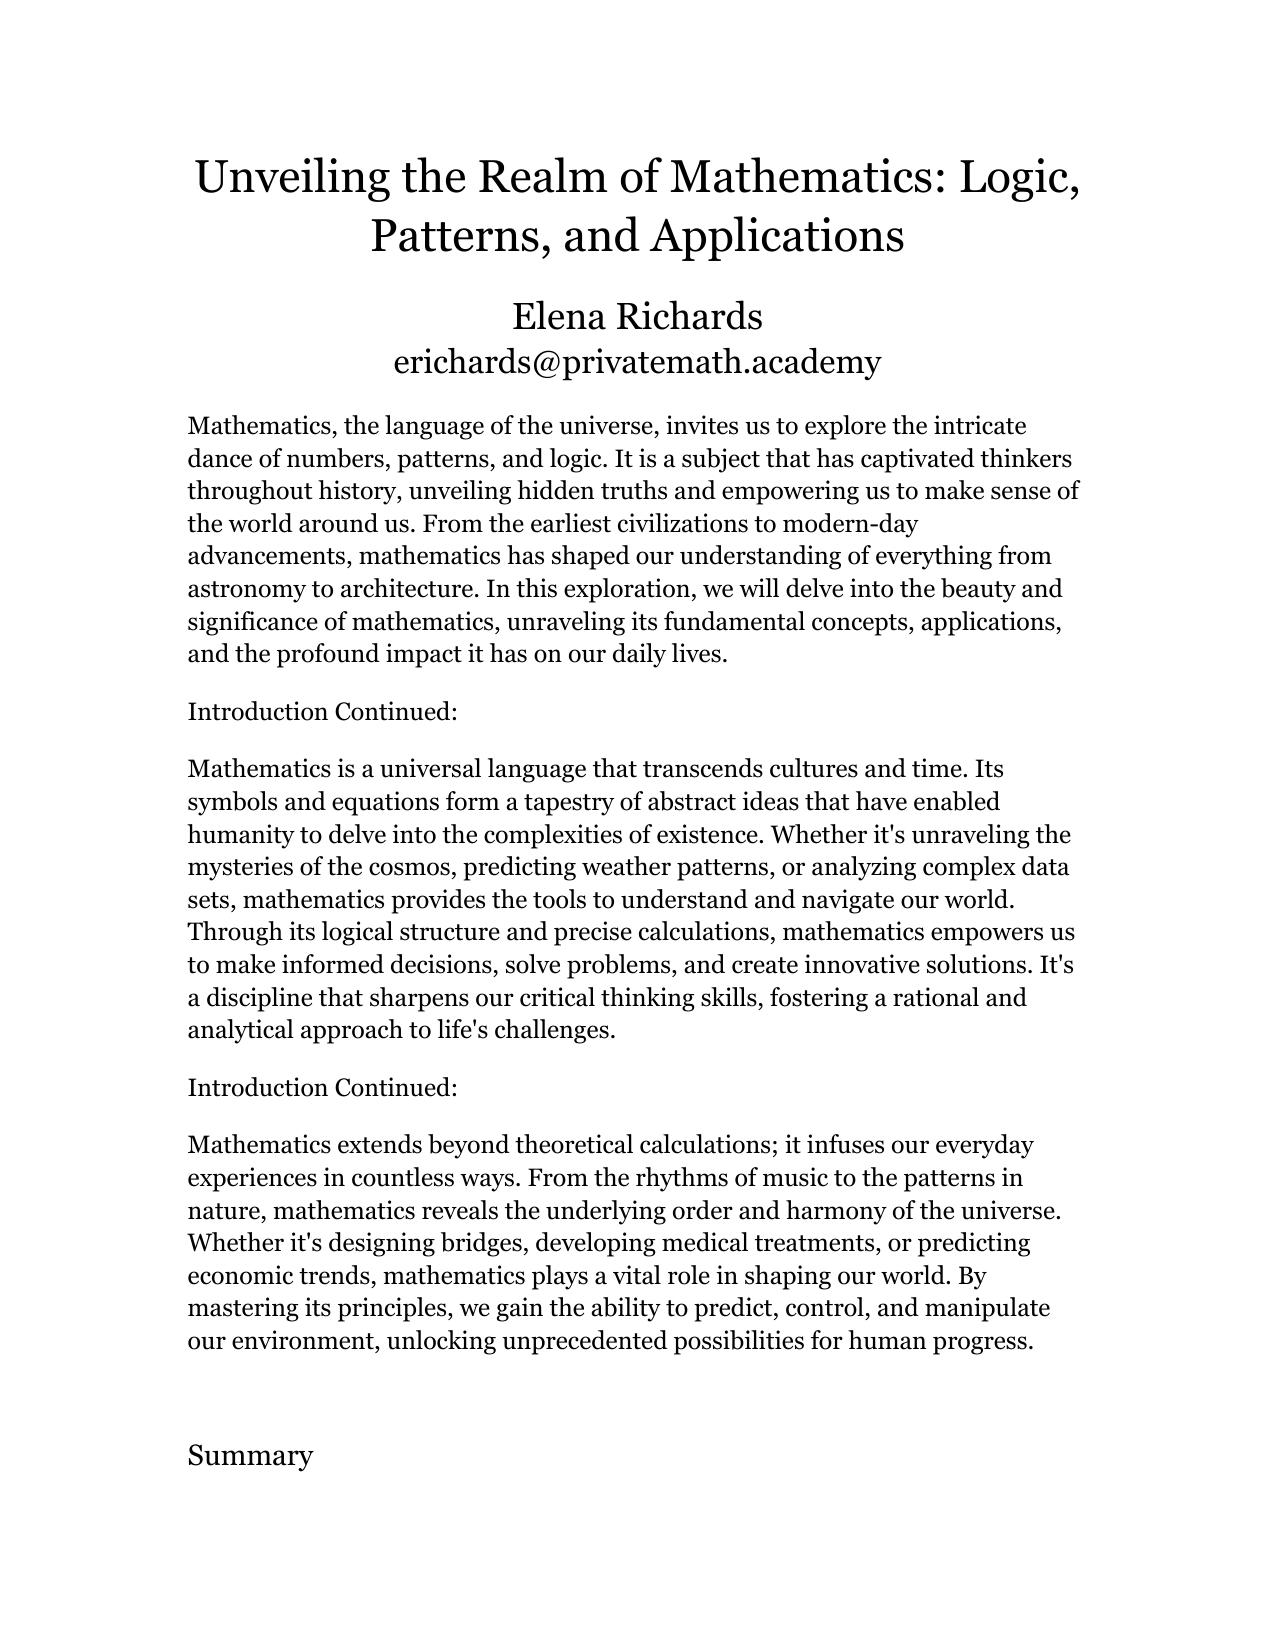 Unveiling the Realm of Mathematics: Logic,
Patterns, and Applications
Elena Richards
erichards@privatemath.academy
Mathematics, the language of the universe, invites us to explore the intricate
dance of numbers, patterns, and logic. It is a subject that has captivated thinkers
throughout history, unveiling hidden truths and empowering us to make sense of
the world around us. From the earliest civilizations to modern-day
advancements, mathematics has shaped our understanding of everything from
astronomy to architecture. In this exploration, we will delve into the beauty and
significance of mathematics, unraveling its fundamental concepts, applications,
and the profound impact it has on our daily lives.
Introduction Continued:
Mathematics is a universal language that transcends cultures and time. Its
symbols and equations form a tapestry of abstract ideas that have enabled
humanity to delve into the complexities of existence. Whether it's unraveling the
mysteries of the cosmos, predicting weather patterns, or analyzing complex data
sets, mathematics provides the tools to understand and navigate our world.
Through its logical structure and precise calculations, mathematics empowers us
to make informed decisions, solve problems, and create innovative solutions. It's
a discipline that sharpens our critical thinking skills, fostering a rational and
analytical approach to life's challenges.
Introduction Continued:
Mathematics extends beyond theoretical calculations; it infuses our everyday
experiences in countless ways. From the rhythms of music to the patterns in
nature, mathematics reveals the underlying order and harmony of the universe.
Whether it's designing bridges, developing medical treatments, or predicting
economic trends, mathematics plays a vital role in shaping our world. By
mastering its principles, we gain the ability to predict, control, and manipulate
our environment, unlocking unprecedented possibilities for human progress.
Summary